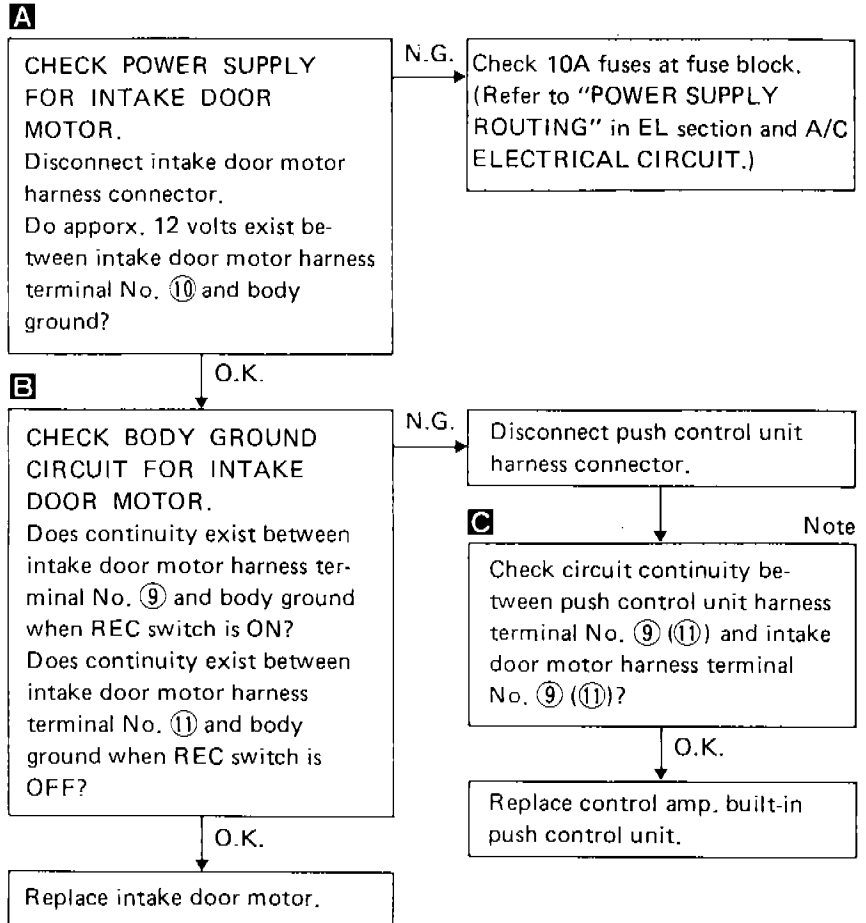 A
CHECK POWER SUPPLY
FOR INTAKE DOOR
MOTOR.
Disconnect intake door motor
harness connector.
Do apporx. 12 volts exist be-
tween intake door motor harness
terminal No. ⑩ and body
ground?
N.G.
Check 10A fuses at fuse block.
(Refer to "POWER SUPPLY
ROUTING" in EL section and A/C
ELECTRICAL CIRCUIT.)
O.K.
B
CHECK BODY GROUND
CIRCUIT FOR INTAKE
DOOR MOTOR.
Does continuity exist between
intake door motor harness ter-
minal No. ⑨ and body ground
when REC switch is ON?
Does continuity exist between
intake door motor harness
terminal No. ⑪ and body
ground when REC switch is
OFF?
N.G.
Disconnect push control unit
harness connector.
C
Note
Check circuit continuity be-
tween push control unit harness
terminal No. ⑨ (⑪) and intake
door motor harness terminal
No. ⑨ (⑪)?
O.K.
Replace control amp. built-in
push control unit.
O.K.
Replace intake door motor.